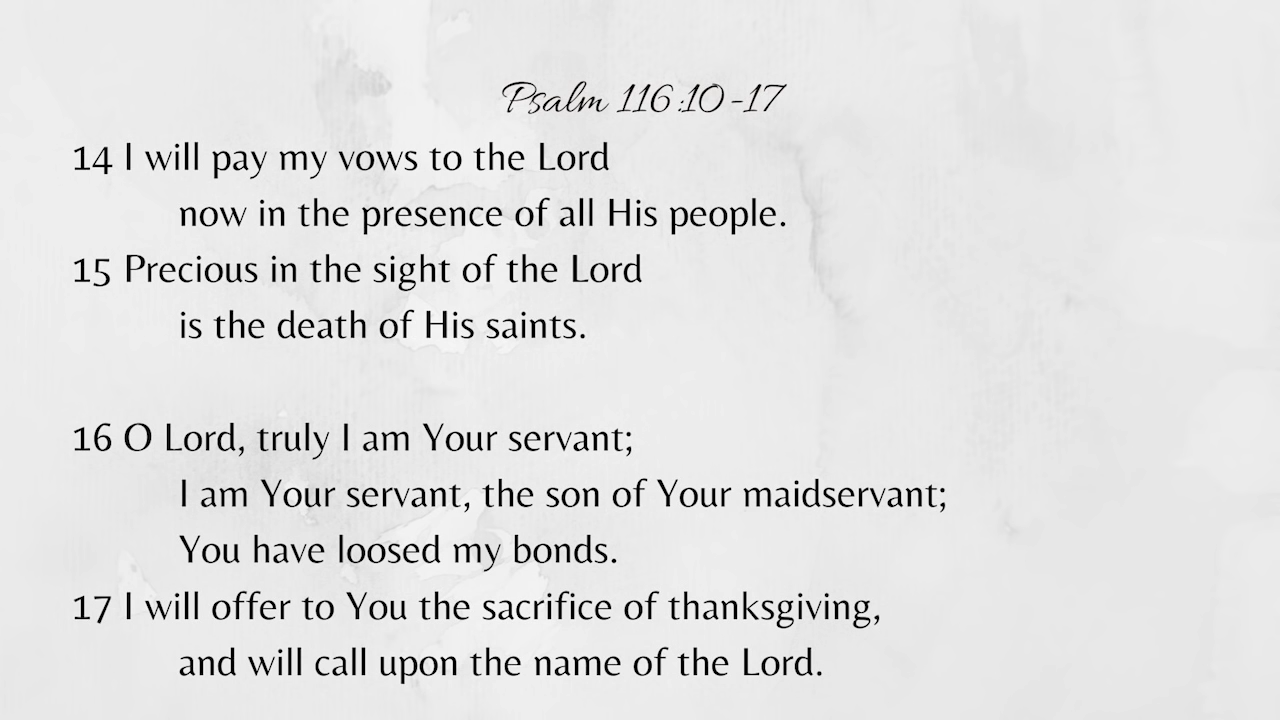 Psalm 116:10-17
14 I will pay my vows to the Lord
now in the presence of all His people.
15 Precious in the sight of the Lord
is the death of His saints.
16 O Lord, truly I am Your servant;
I am Your servant, the son of Your maidservant;
You have loosed my bonds.
17 I will offer to You the sacrifice of thanksgiving,
and will call upon the name of the Lord.